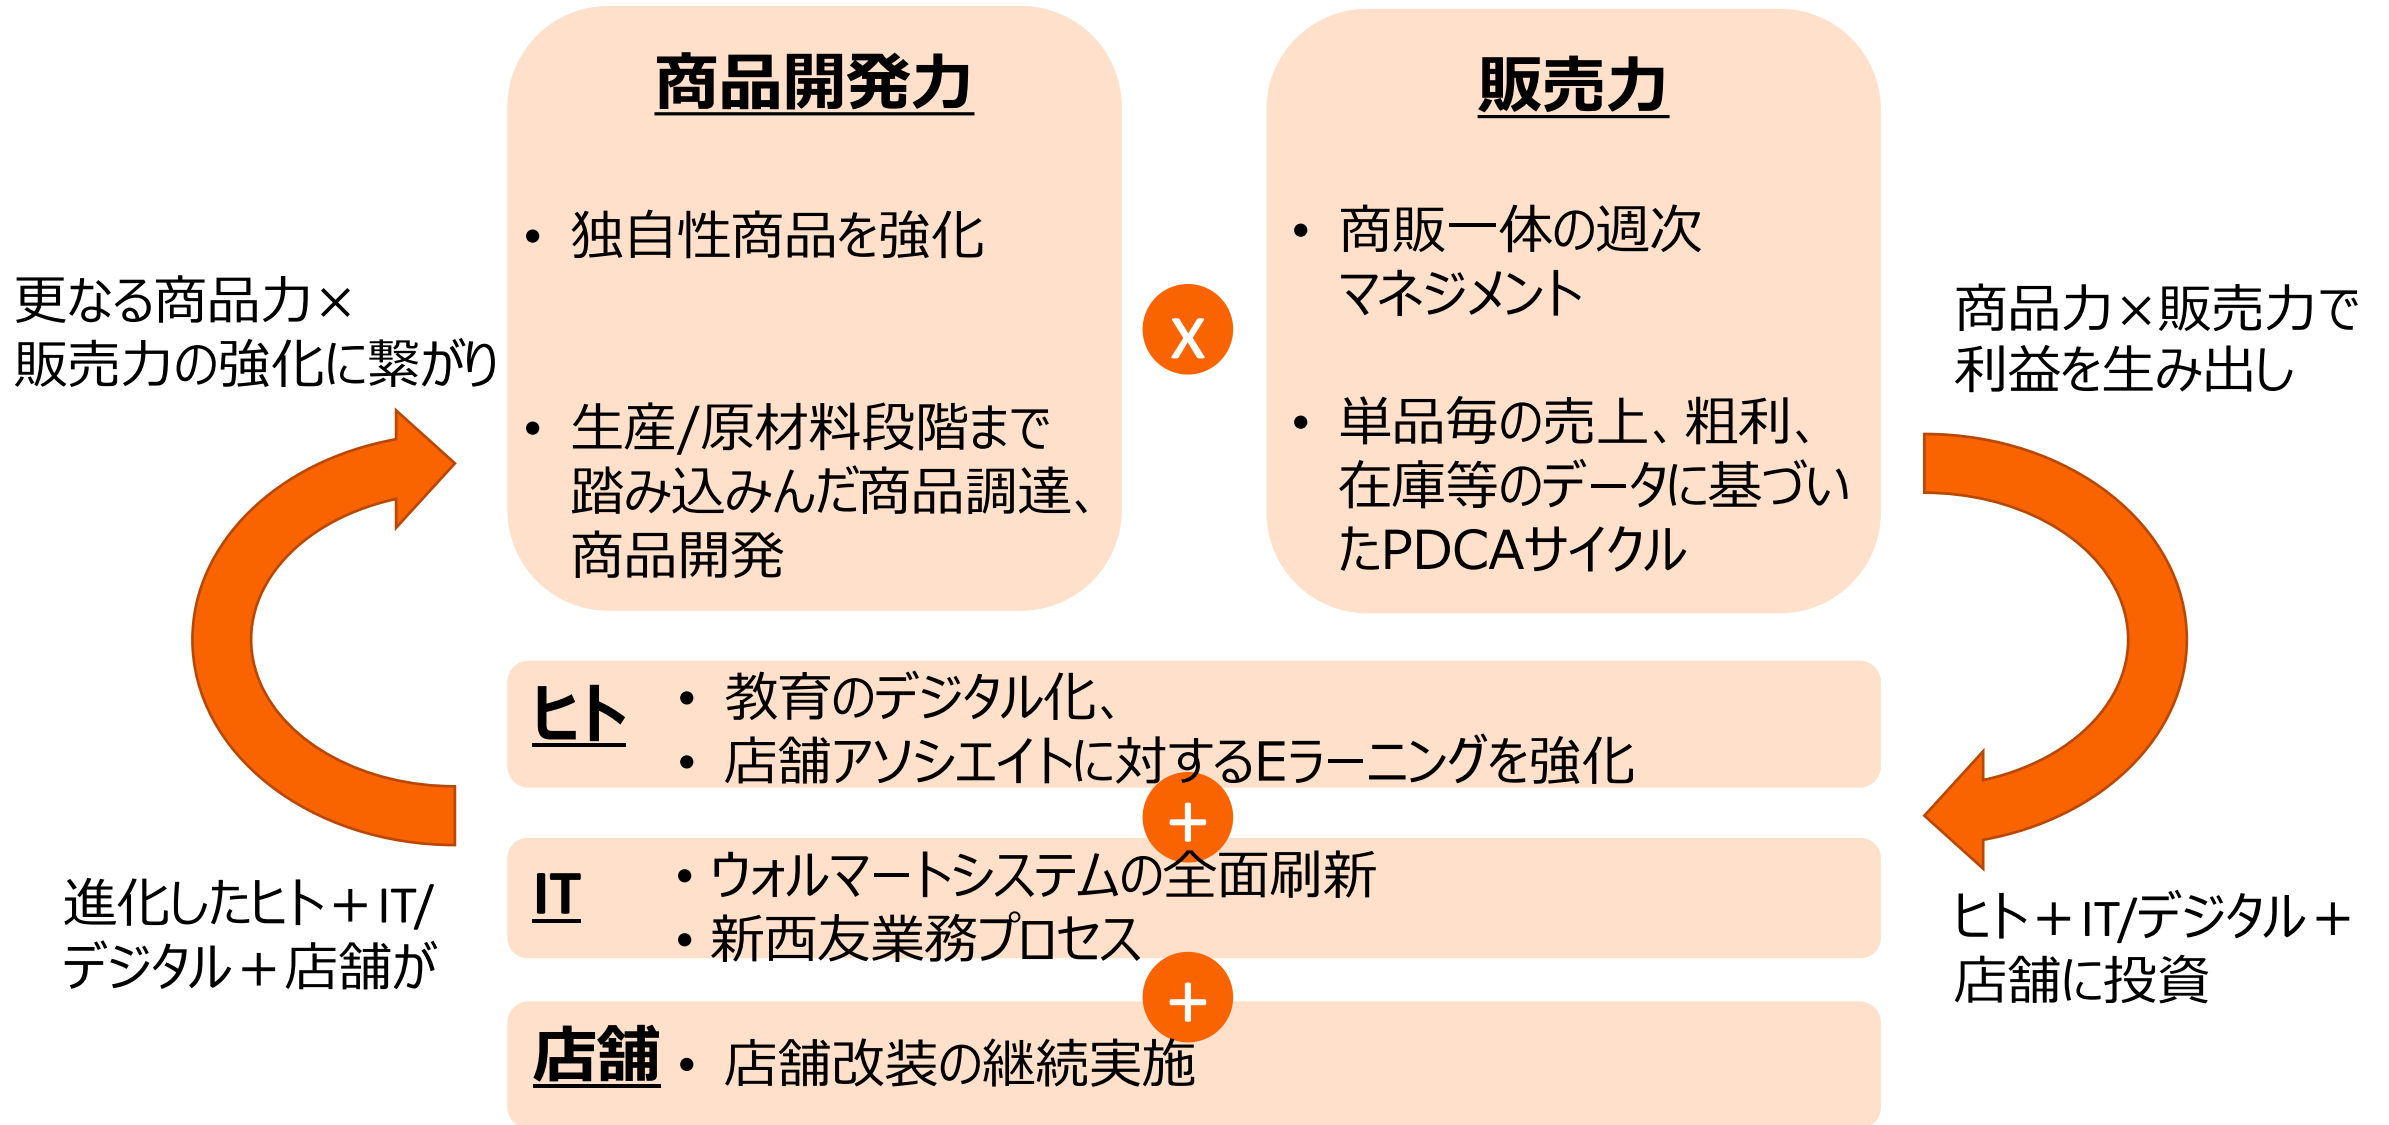 商品開発力
• 独自性商品を強化
• 生産/原材料段階まで
踏み込んだ商品調達、
商品開発
x
販売力
• 商販一体の週次
マネジメント
• 単品毎の売上、粗利、
在庫等のデータに基づい
たPDCAサイクル
更なる商品力×
販売力の強化に繋がり
商品力×販売力で
利益を生み出し
ヒト
• 教育のデジタル化、
• 店舗アソシエイトに対するEラーニングを強化
+
IT
• ウォルマートシステムの全面刷新
• 新西友業務プロセス
+
店舗
• 店舗改装の継続実施
進化したヒト+IT/
デジタル+店舗が
ヒト+IT/デジタル+
店舗に投資